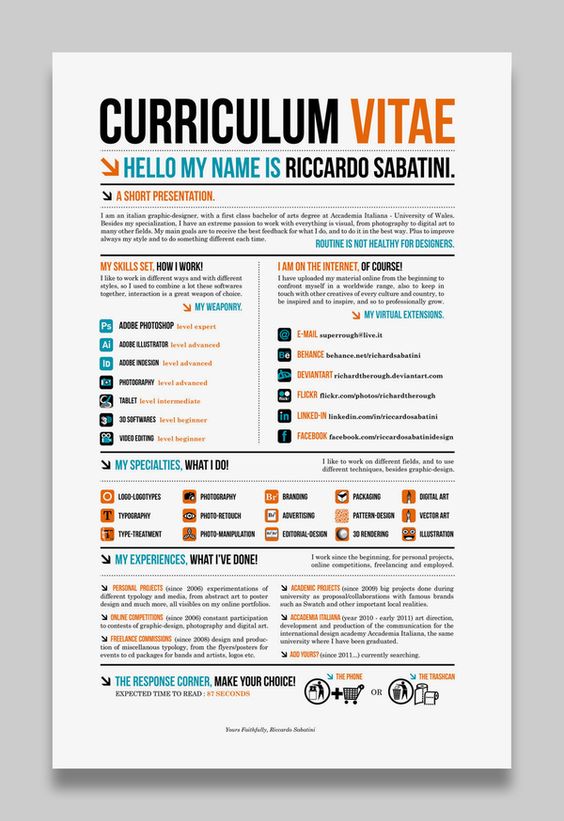 CURRICULUM VITAE
HELLO MY NAME IS RICCARDO SABATINI.
A SHORT PRESENTATION.
I am an italian graphic-designer, with a first class bachelor of arts degree at Accademia Italiana - University of Wales.
Besides my specialization, I have an extreme passion to work with everything is visual, from photography to digital art to
many other fields. My main goals are to receive the best feedback for what I do, and to do it in the best way. Plus to improve
always my style and to do something different each time.
ROUTINE IS NOT HEALTHY FOR DESIGNERS.
MY SKILLS SET, HOW I WORK!
I like to work in different ways and with different
styles, so I used to combine a lot these softwares
together, interaction is a great weapon of choice.
MY WEAPONRY.
Ps ADOBE PHOTOSHOP level expert
Ai ADOBE ILLUSTRATOR level advanced
ID ADOBE INDESIGN level advanced
PHOTOGRAPHY level advanced
TABLET level intermediate
3D 3D SOFTWARES level beginner
VIDEO EDITING level beginner
I AM ON THE INTERNET, OF COURSE!
I have uploaded my material online from the beginning to
confront myself in a worldwide range, also to keep in
touch with other creatives of every culture and country, to
be inspired and to inspire, and so to professionally grow.
MY VIRTUAL EXTENSIONS.
@ E-MAIL superrough@live.it
Bē BEHANCE behance.net/richardsabatini
DEVIANTART richardtherough.deviantart.com
flickr FLICKR flickr.com/photos/richardtherough
in LINKED-IN linkedin.com/in/riccardosabatini
f FACEBOOK facebook.com/riccardosabatinidesign
MY SPECIALTIES, WHAT I DO!
I like to work on different fields, and to use
different techniques, besides graphic-design.
LOGO-LOGOTYPES PHOTOGRAPHY Br BRANDING PACKAGING DIGITAL ART
T TYPOGRAPHY PHOTO-RETOUCH ADVERTISING PATTERN-DESIGN VECTOR ART
T TYPE-TREATMENT PHOTO-MANIPULATION EDITORIAL-DESIGN 3D RENDERING ILLUSTRATION
MY EXPERIENCES, WHAT I'VE DONE!
I work since the beginning, for personal projects,
online competitions, freelancing and employed.
PERSONAL PROJECTS (since 2006) experimentations of
different typology and media, from abstract art to poster
design and much more, all visibles on my online portfolios.
ONLINE COMPETITIONS (since 2006) constant participation
to contests of graphic-design, photography and digital art.
FREELANCE COMMISSIONS (since 2008) design and produc-
tion of miscellaneous typology, from the flyers/posters for
events to cd packages for bands and artists, logos etc.
ACADEMIC PROJECTS (since 2009) big projects done during
university as proposal/collaborations with famous brands
such as Swatch and other important local realities.
ACCADEMIA ITALIANA (year 2010 - early 2011) art direction,
development and production of the communication for the
international design academy Accademia Italiana, the same
university where I have been graduated.
ADD YOURS? (since 2011...) currently searching.
THE RESPONSE CORNER, MAKE YOUR CHOICE!
EXPECTED TIME TO READ : 87 SECONDS
THE PHONE
OR
THE TRASHCAN
Yours Faithfully, Riccardo Sabatini